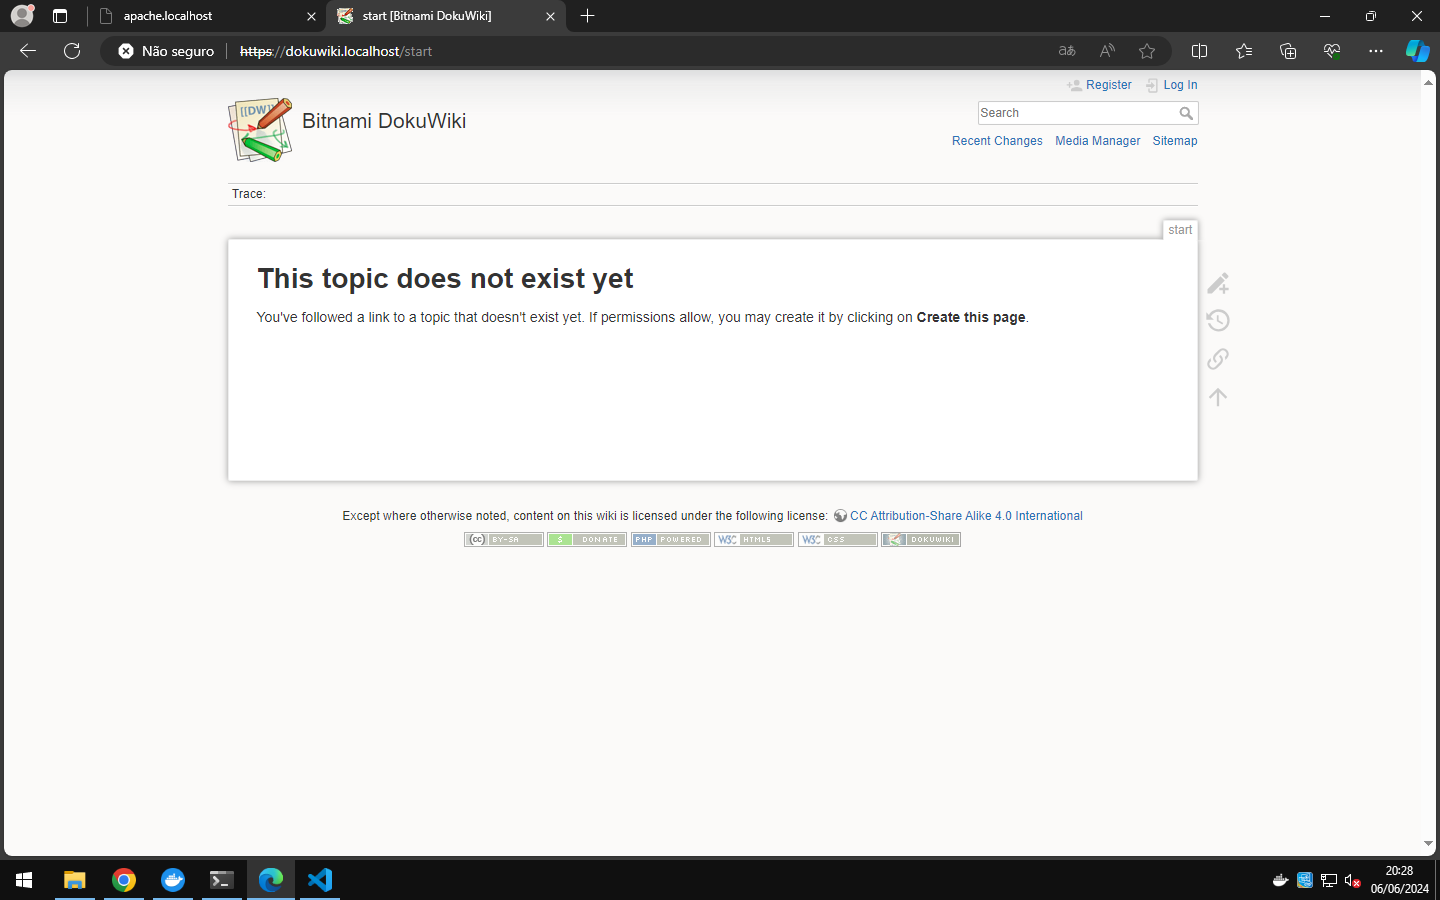 apache.localhost
start [Bitnami DokuWiki]
Não seguro
https://dokuwiki.localhost/start
Register
Log In
[[DW]]
Bitnami DokuWiki
Search
Recent Changes
Media Manager
Sitemap
Trace:
start
This topic does not exist yet
You've followed a link to a topic that doesn't exist yet. If permissions allow, you may create it by clicking on Create this page.
Except where otherwise noted, content on this wiki is licensed under the following license: CC Attribution-Share Alike 4.0 International
cc BY-SA $ DONATE PHP POWERED W3C HTML5 W3C CSS DOKUWIKI
20:28
06/06/2024